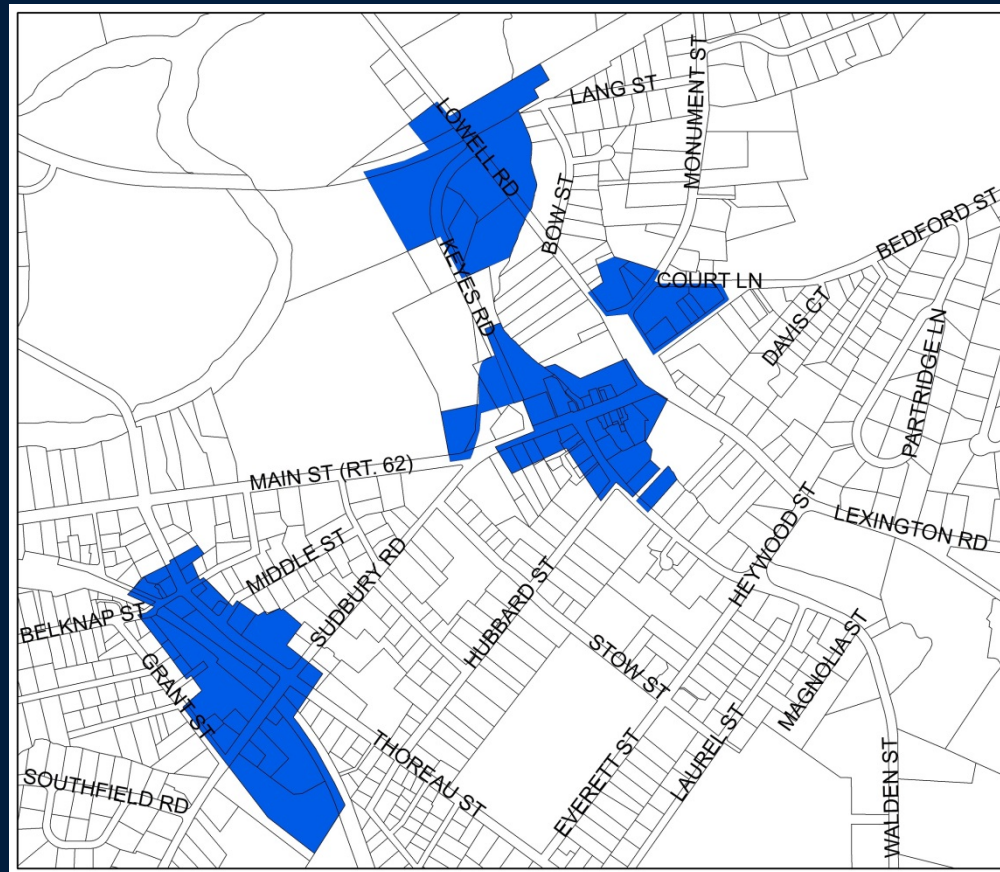 LANG ST
MONUMENT ST
LOWELL RD
BOW ST
BEDFORD ST
KEYES RD
COURT LN
DAVIS CT
PARTRIDGE LN
MAIN ST (RT. 62)
LEXINGTON RD
HEYWOOD ST
MIDDLE ST
SUDBURY RD
HUBBARD ST
BELKNAP ST
STOW ST
MAGNOLIA ST
GRANT ST
LAUREL ST
THOREAU ST
EVERETT ST
WALDEN ST
SOUTHFIELD RD